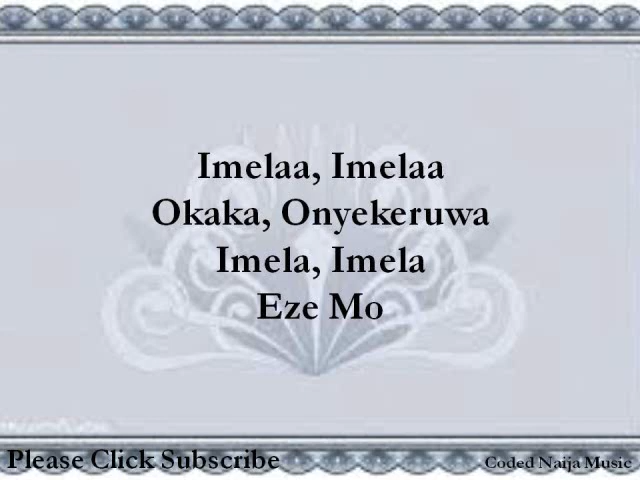 Imelaa, Imelaa
Okaka, Onyekeruwa
Imela, Imela
Eze Mo
Please Click Subscribe
Coded Naija Music